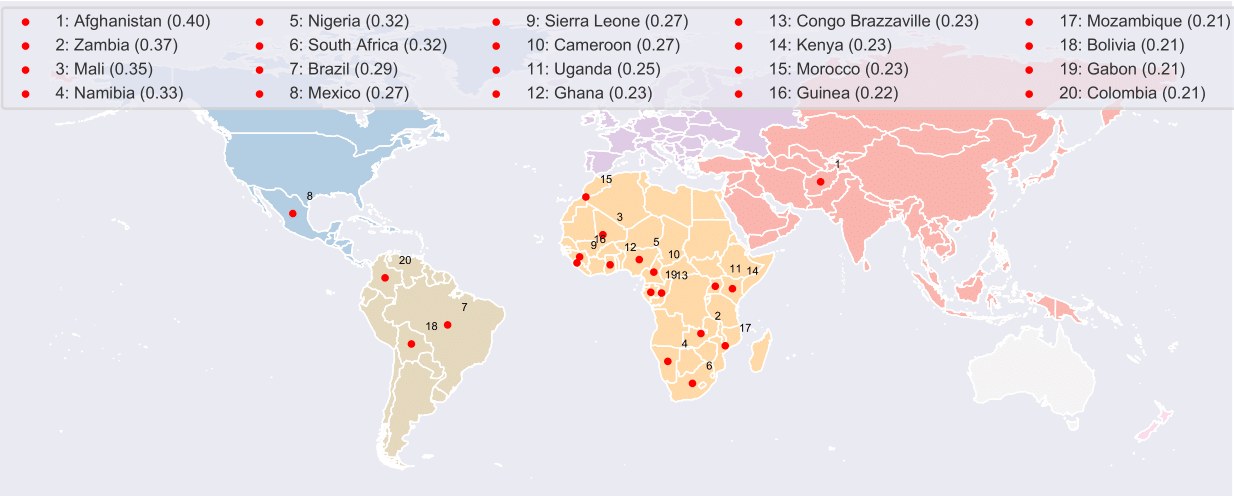 1: Afghanistan (0.40)
2: Zambia (0.37)
3: Mali (0.35)
4: Namibia (0.33)
5: Nigeria (0.32)
6: South Africa (0.32)
7: Brazil (0.29)
8: Mexico (0.27)
9: Sierra Leone (0.27)
10: Cameroon (0.27)
11: Uganda (0.25)
12: Ghana (0.23)
13: Congo Brazzaville (0.23)
14: Kenya (0.23)
15: Morocco (0.23)
16: Guinea (0.22)
17: Mozambique (0.21)
18: Bolivia (0.21)
19: Gabon (0.21)
20: Colombia (0.21)
1
15
8
3
16
9
12
5
10
20
19
13
11
14
7
2
18
17
4
6